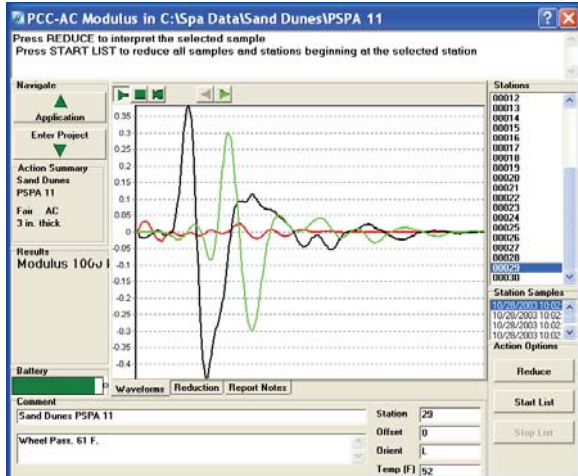 PCC-AC Modulus in C:\Spa Data\Sand Dunes\PSPA 11
Press REDUCE to interpret the selected sample
Press START LIST to reduce all samples and stations beginning at the selected station
Navigate
Application
Enter Project
Action Summary
Sand Dunes
PSPA 11
Fair AC
3 in. thick
Results
Modulus
Battery
0.35
0.3
0.25
0.2
0.15
0.1
0.05
0
-0.05
-0.1
-0.15
-0.2
-0.25
-0.3
-0.35
-0.4
Waveforms
Reduction
Report Notes
Stations
00012
00013
00014
00015
00016
00017
00018
00019
00020
00021
00022
00023
00024
00025
00026
00027
00028
00029
00030
Station Samples
10/28/2003 10:02
10/28/2003 10:02
10/28/2003 10:02
10/28/2003 10:02
Action Options
Reduce
Start List
Stop List
Comment
Sand Dunes PSPA 11
Wheel Pass. 61 F.
Station 29
Offset 0
Orient L
Temp (F) 52